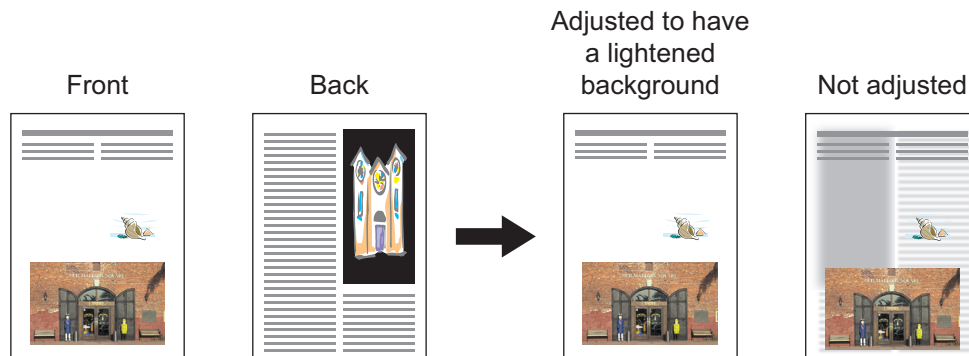 Front
Back
Adjusted to have
a lightened
background
Not adjusted